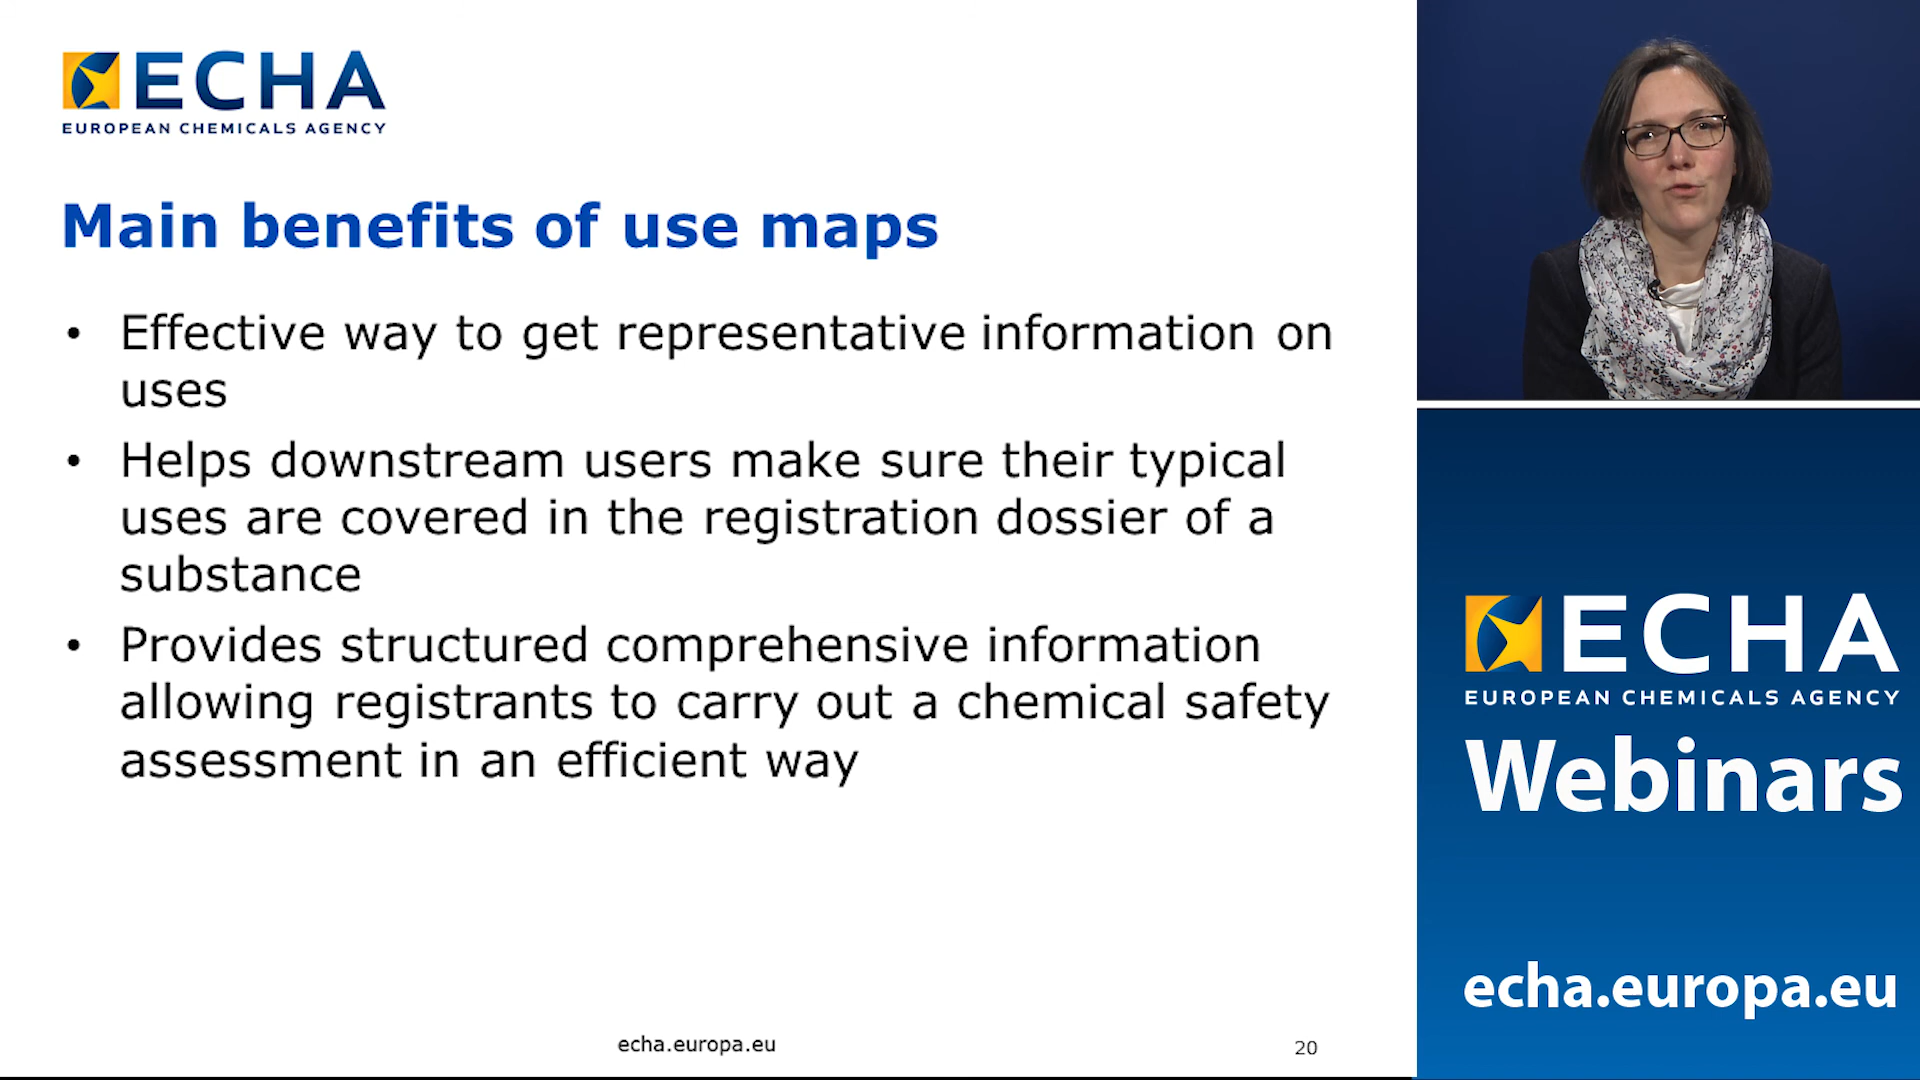 ECHA
EUROPEAN CHEMICALS AGENCY
Main benefits of use maps
• Effective way to get representative information on
uses
• Helps downstream users make sure their typical
uses are covered in the registration dossier of a
substance
• Provides structured comprehensive information
allowing registrants to carry out a chemical safety
assessment in an efficient way
echa.europa.eu
20
ECHA
EUROPEAN CHEMICALS AGENCY
Webinars
echa.europa.eu